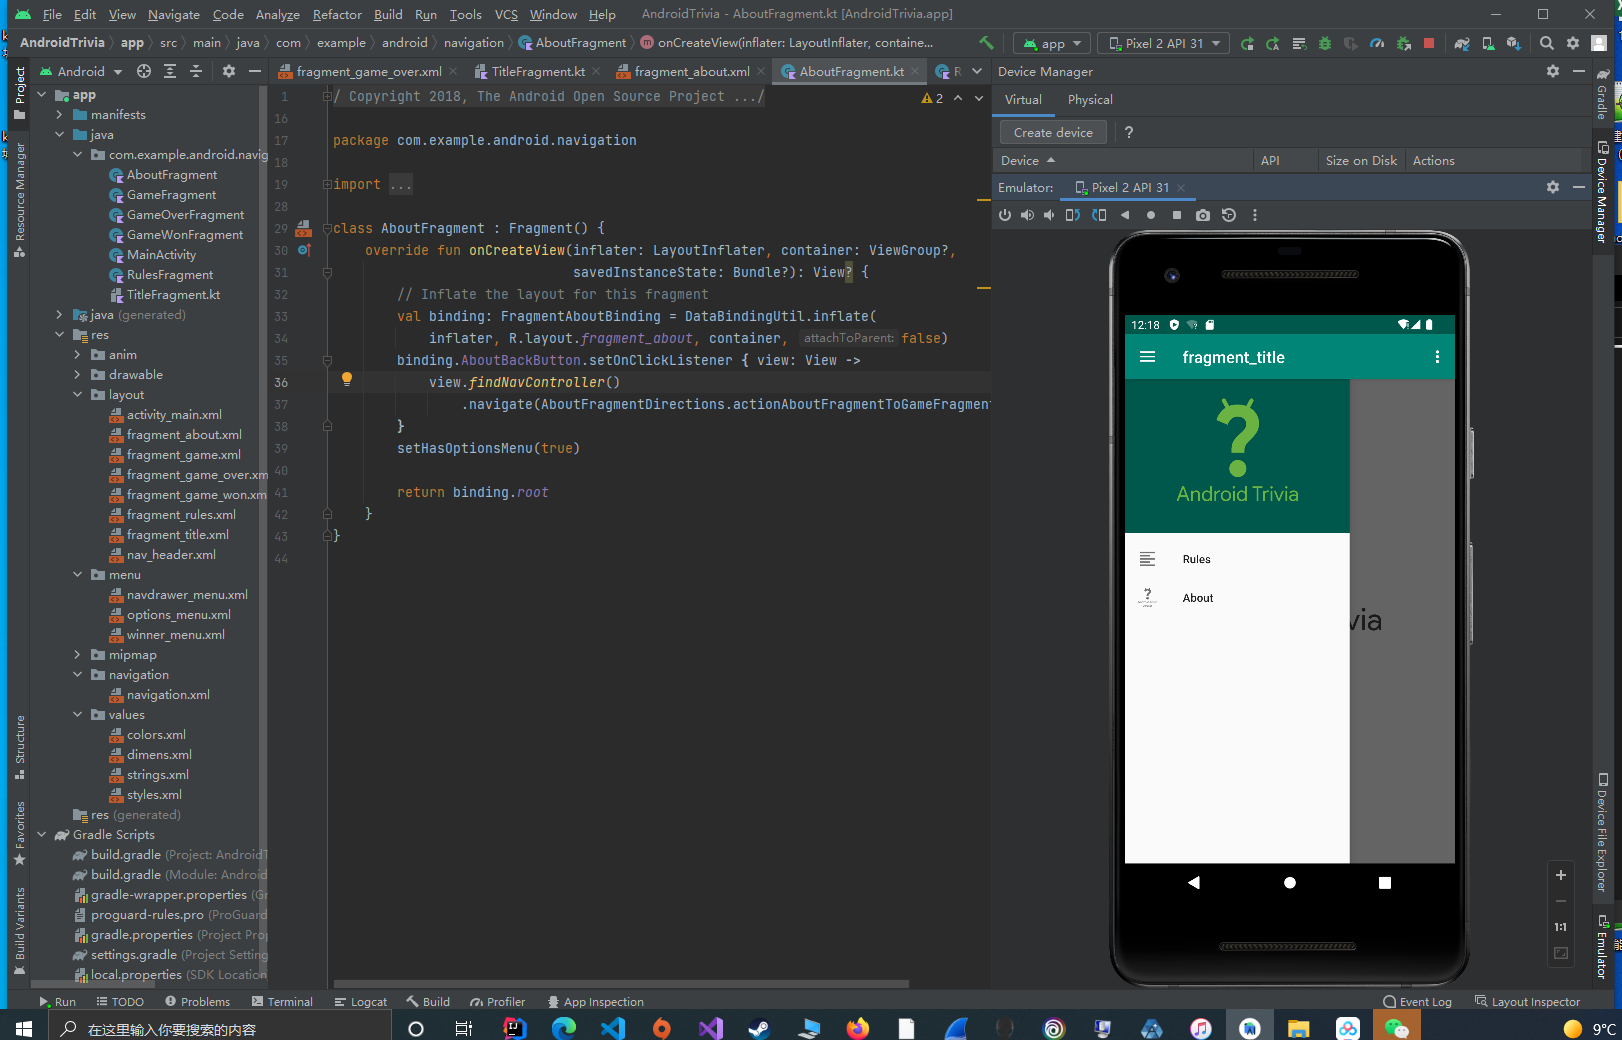 File Edit View Navigate Code Analyze Refactor Build Run Tools VCS Window Help AndroidTrivia - AboutFragment.kt [AndroidTrivia.app]
AndroidTrivia app src main java com example android navigation AboutFragment onCreateView(inflater: LayoutInflater, containe... app Pixel 2 API 31
Android
fragment_game_over.xml TitleFragment.kt fragment_about.xml AboutFragment.kt R
Project
Resource Manager
Structure
Favorites
Build Variants
app
manifests
java
com.example.android.navig
AboutFragment
GameFragment
GameOverFragment
GameWonFragment
MainActivity
RulesFragment
TitleFragment.kt
java (generated)
res
anim
drawable
layout
activity_main.xml
fragment_about.xml
fragment_game.xml
fragment_game_over.xm
fragment_game_won.xm
fragment_rules.xml
fragment_title.xml
nav_header.xml
menu
navdrawer_menu.xml
options_menu.xml
winner_menu.xml
mipmap
navigation
navigation.xml
values
colors.xml
dimens.xml
strings.xml
styles.xml
res (generated)
Gradle Scripts
build.gradle (Project: AndroidT
build.gradle (Module: Android
gradle-wrapper.properties (Gr
proguard-rules.pro (ProGuard
gradle.properties (Project Prop
settings.gradle (Project Setting
local.properties (SDK Location
1 / Copyright 2018, The Android Open Source Project .../ 2
16
17 package com.example.android.navigation
18
19 import ...
28
29 class AboutFragment : Fragment() {
30 override fun onCreateView(inflater: LayoutInflater, container: ViewGroup?,
31 savedInstanceState: Bundle?): View? {
32 // Inflate the layout for this fragment
33 val binding: FragmentAboutBinding = DataBindingUtil.inflate(
34 inflater, R.layout.fragment_about, container, attachToParent: false)
35 binding.AboutBackButton.setOnClickListener { view: View ->
36 view.findNavController()
37 .navigate(AboutFragmentDirections.actionAboutFragmentToGameFragment
38 }
39 setHasOptionsMenu(true)
40
41 return binding.root
42 }
43 }
44
Device Manager
Virtual Physical
Create device ?
Device API Size on Disk Actions
Emulator: Pixel 2 API 31
12:18
fragment_title
Android Trivia
Rules
About
via
1:1
Gradle
Device Manager
Device File Explorer
Emulator
Run TODO Problems Terminal Logcat Build Profiler App Inspection Event Log Layout Inspector
在这里输入你要搜索的内容 9°C